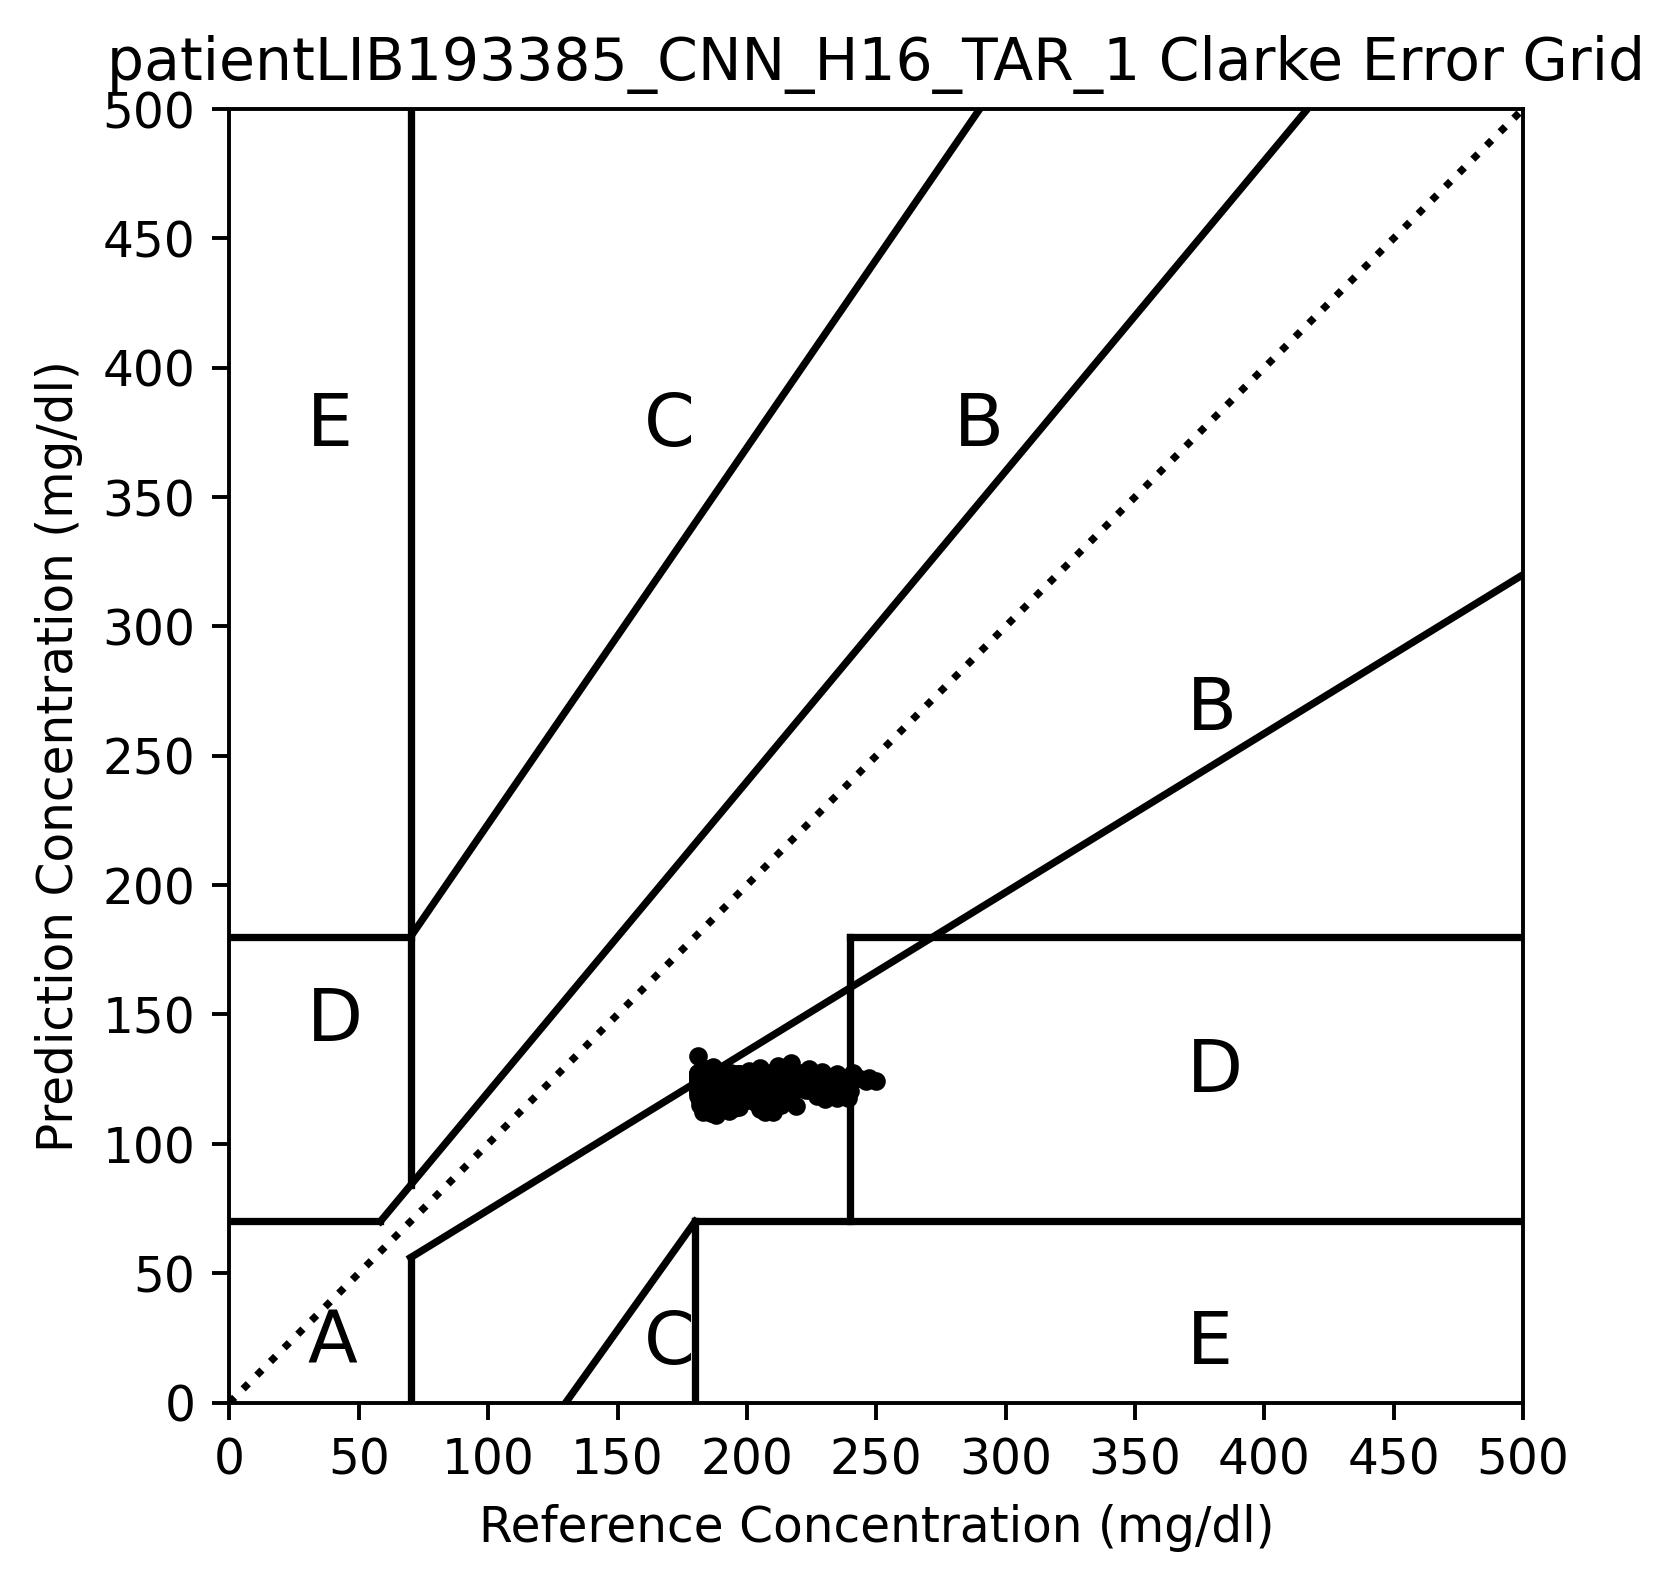 patientLIB193385_CNN_H16_TAR_1 Clarke Error Grid
Prediction Concentration (mg/dl)
500
450
400
350
300
250
200
150
100
50
0
E
C
B
B
D
D
A
C
E
0 50 100 150 200 250 300 350 400 450 500
Reference Concentration (mg/dl)